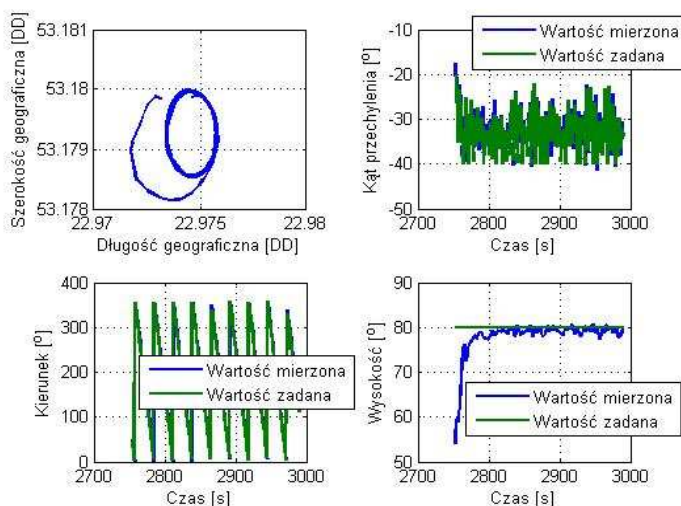 53.181
53.18
53.179
53.178
22.97
22.975
22.98
Szerokość geograficzna [DD]
Długość geograficzna [DD]
-10
-20
-30
-40
-50
2700
2800
2900
3000
Kąt przechylenia [º]
Czas [s]
Wartość mierzona
Wartość zadana
400
300
200
100
0
2700
2800
2900
3000
Kierunek [º]
Czas [s]
Wartość mierzona
Wartość zadana
90
80
70
60
50
2700
2800
2900
3000
Wysokość [º]
Czas [s]
Wartość mierzona
Wartość zadana